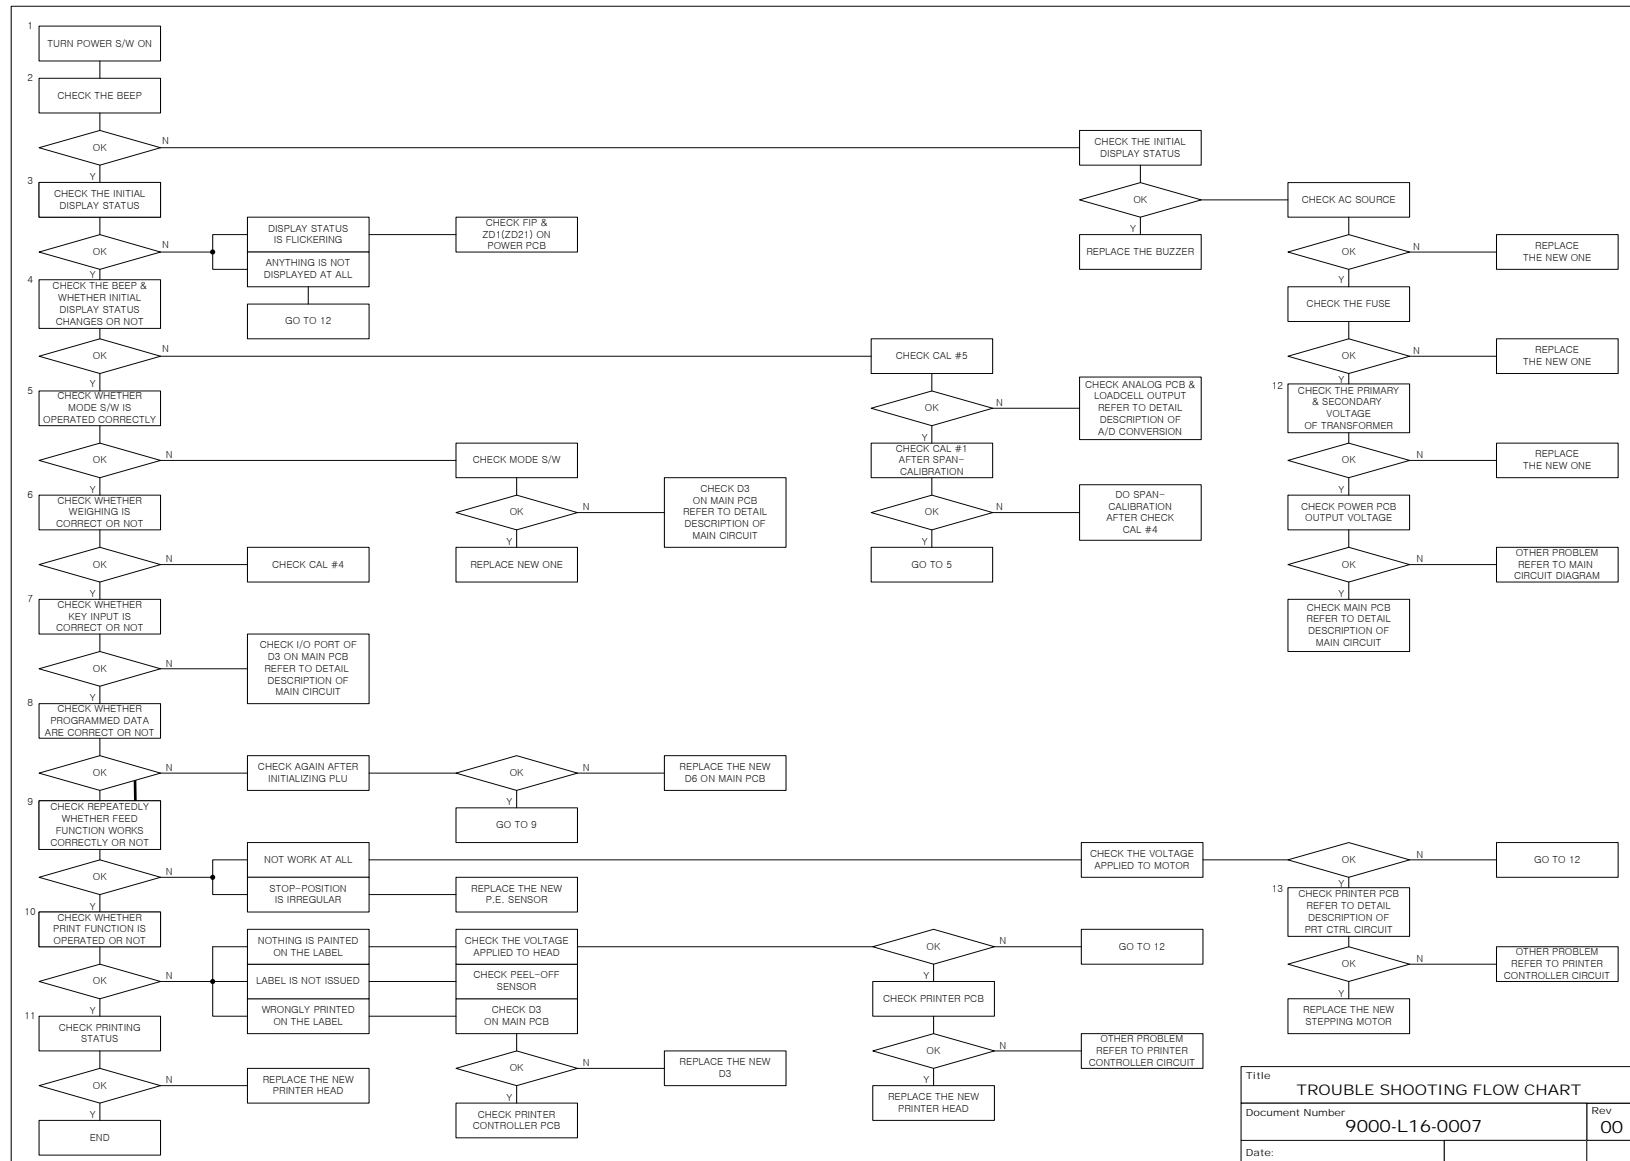 1
TURN POWER S/W ON
2
CHECK THE BEEP
OK
N
Y
CHECK THE INITIAL
DISPLAY STATUS
OK
Y
REPLACE THE BUZZER
CHECK AC SOURCE
OK
N
REPLACE
THE NEW ONE
Y
CHECK THE FUSE
OK
N
REPLACE
THE NEW ONE
Y
12
CHECK THE PRIMARY
& SECONDARY
VOLTAGE
OF TRANSFORMER
OK
N
REPLACE
THE NEW ONE
Y
CHECK POWER PCB
OUTPUT VOLTAGE
OK
N
OTHER PROBLEM
REFER TO MAIN
CIRCUIT DIAGRAM
Y
CHECK MAIN PCB
REFER TO DETAIL
DESCRIPTION OF
MAIN CIRCUIT
3
CHECK THE INITIAL
DISPLAY STATUS
OK
N
DISPLAY STATUS
IS FLICKERING
CHECK FIP &
ZD1(ZD21) ON
POWER PCB
ANYTHING IS NOT
DISPLAYED AT ALL
GO TO 12
Y
4
CHECK THE BEEP &
WHETHER INITIAL
DISPLAY STATUS
CHANGES OR NOT
OK
N
CHECK CAL #5
OK
N
CHECK ANALOG PCB &
LOADCELL OUTPUT
REFER TO DETAIL
DESCRIPTION OF
A/D CONVERSION
Y
CHECK CAL #1
AFTER SPAN-
CALIBRATION
OK
N
DO SPAN-
CALIBRATION
AFTER CHECK
CAL #4
Y
GO TO 5
Y
5
CHECK WHETHER
MODE S/W IS
OPERATED CORRECTLY
OK
N
CHECK MODE S/W
OK
N
CHECK D3
ON MAIN PCB
REFER TO DETAIL
DESCRIPTION OF
MAIN CIRCUIT
Y
REPLACE NEW ONE
Y
6
CHECK WHETHER
WEIGHING IS
CORRECT OR NOT
OK
N
CHECK CAL #4
Y
7
CHECK WHETHER
KEY INPUT IS
CORRECT OR NOT
OK
N
CHECK I/O PORT OF
D3 ON MAIN PCB
REFER TO DETAIL
DESCRIPTION OF
MAIN CIRCUIT
Y
8
CHECK WHETHER
PROGRAMMED DATA
ARE CORRECT OR NOT
OK
N
CHECK AGAIN AFTER
INITIALIZING PLU
OK
N
REPLACE THE NEW
D6 ON MAIN PCB
Y
GO TO 9
9
CHECK REPEATEDLY
WHETHER FEED
FUNCTION WORKS
CORRECTLY OR NOT
OK
N
NOT WORK AT ALL
CHECK THE VOLTAGE
APPLIED TO MOTOR
OK
N
GO TO 12
Y
13
CHECK PRINTER PCB
REFER TO DETAIL
DESCRIPTION OF
PRT CTRL CIRCUIT
OK
N
OTHER PROBLEM
REFER TO PRINTER
CONTROLLER CIRCUIT
Y
REPLACE THE NEW
STEPPING MOTOR
STOP-POSITION
IS IRREGULAR
REPLACE THE NEW
P.E. SENSOR
Y
10
CHECK WHETHER
PRINT FUNCTION IS
OPERATED OR NOT
OK
N
NOTHING IS PAINTED
ON THE LABEL
CHECK THE VOLTAGE
APPLIED TO HEAD
OK
N
GO TO 12
Y
CHECK PRINTER PCB
OK
N
OTHER PROBLEM
REFER TO PRINTER
CONTROLLER CIRCUIT
Y
REPLACE THE NEW
PRINTER HEAD
LABEL IS NOT ISSUED
CHECK PEEL-OFF
SENSOR
WRONGLY PRINTED
ON THE LABEL
CHECK D3
ON MAIN PCB
OK
N
REPLACE THE NEW
D3
Y
CHECK PRINTER
CONTROLLER PCB
Y
11
CHECK PRINTING
STATUS
OK
N
REPLACE THE NEW
PRINTER HEAD
Y
END
Title
TROUBLE SHOOTING FLOW CHART
Document Number
9000-L16-0007
Rev
00
Date: